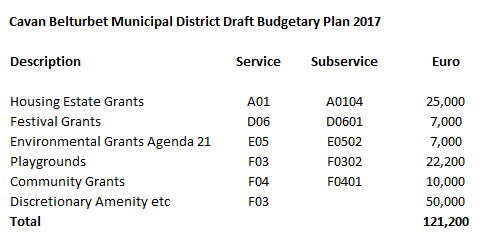 Cavan Belturbet Municipal District Draft Budgetary Plan 2017
Description Service Subservice Euro
Housing Estate Grants A01 A0104 25,000
Festival Grants D06 D0601 7,000
Environmental Grants Agenda 21 E05 E0502 7,000
Playgrounds F03 F0302 22,200
Community Grants F04 F0401 10,000
Discretionary Amenity etc F03 50,000
Total 121,200